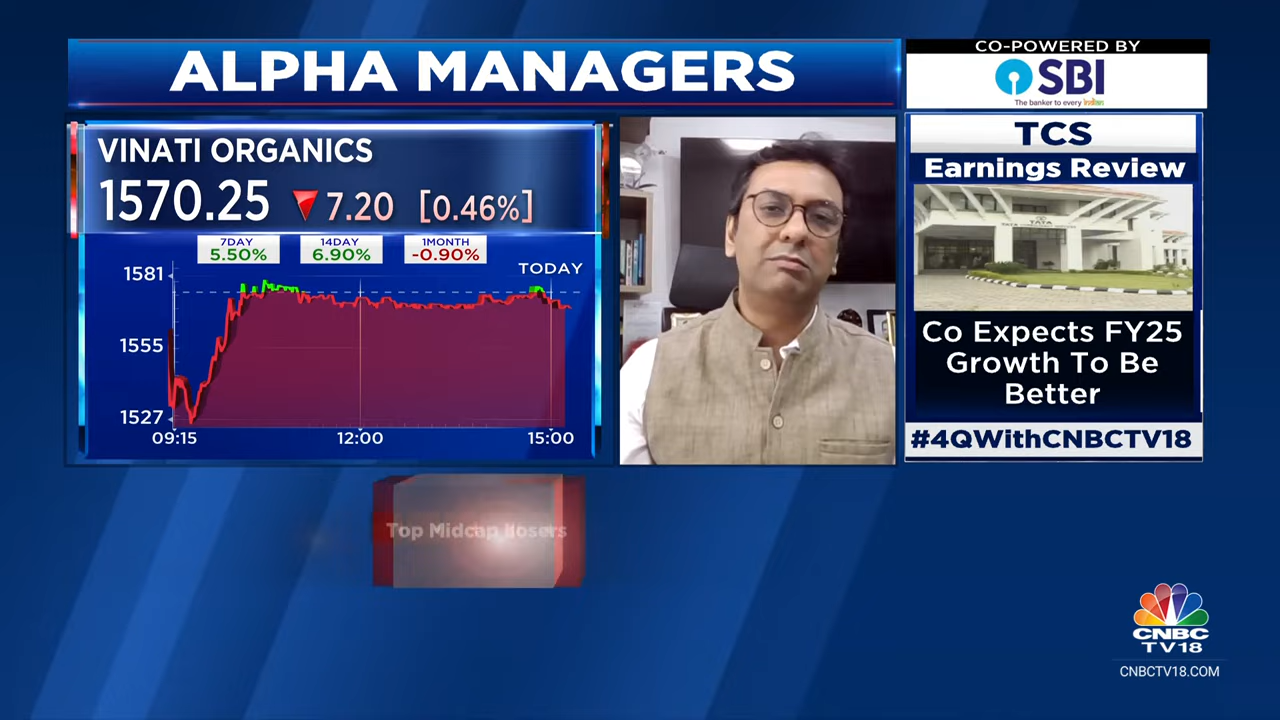 ALPHA MANAGERS
CO-POWERED BY
SBI
The banker to every Indian
VINATI ORGANICS
1570.25 ▼ 7.20 [0.46%]
7DAY
5.50%
14DAY
6.90%
1MONTH
-0.90%
TODAY
1581
1555
1527
09:15
12:00
15:00
TCS
Earnings Review
TATA
Co Expects FY25
Growth To Be
Better
#4QWithCNBCTV18
Top Midcap Losers
CNBC
TV18
CNBCTV18.COM